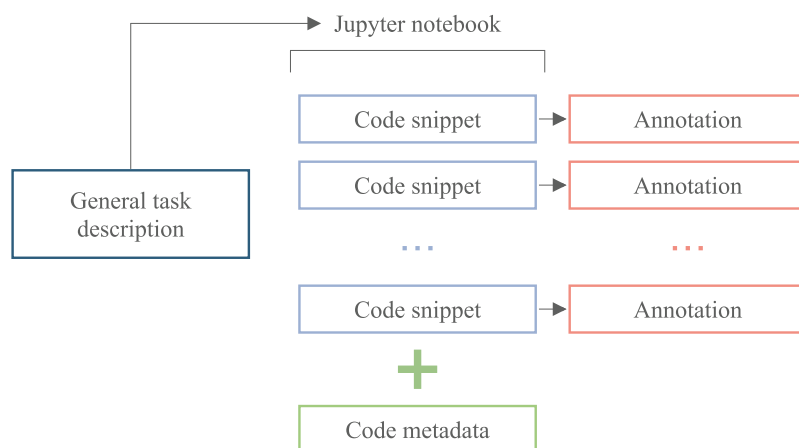 Jupyter notebook
Code snippet
Annotation
Code snippet
Annotation
General task
description
...
...
Code snippet
Annotation
+
Code metadata